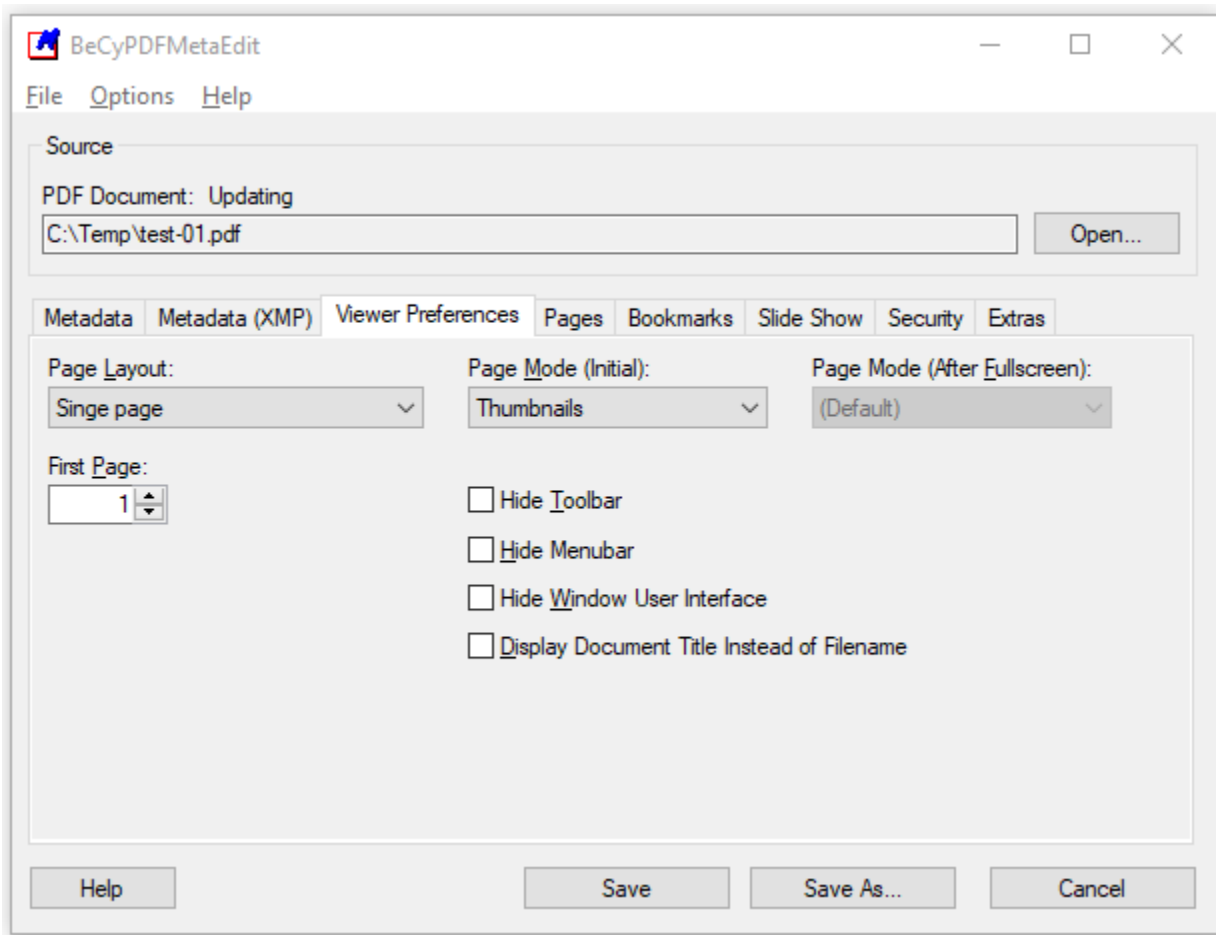 BeCyPDFMetaEdit
File Options Help
Source
PDF Document: Updating
C:\Temp\test-01.pdf Open...
Metadata Metadata (XMP) Viewer Preferences Pages Bookmarks Slide Show Security Extras
Page Layout: Page Mode (Initial): Page Mode (After Fullscreen):
Singe page Thumbnails (Default)
First Page:
1 Hide Toolbar
Hide Menubar
Hide Window User Interface
Display Document Title Instead of Filename
Help Save Save As... Cancel